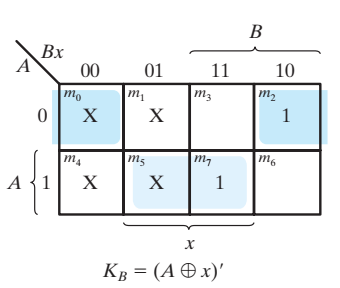 B
Bx
A
00 01 11 10
m₀ m₁ m₃ m₂
0 X X 1
m₄ m₅ m₇ m₆
A { 1 X X 1
x
K_B = (A ⊕ x)′